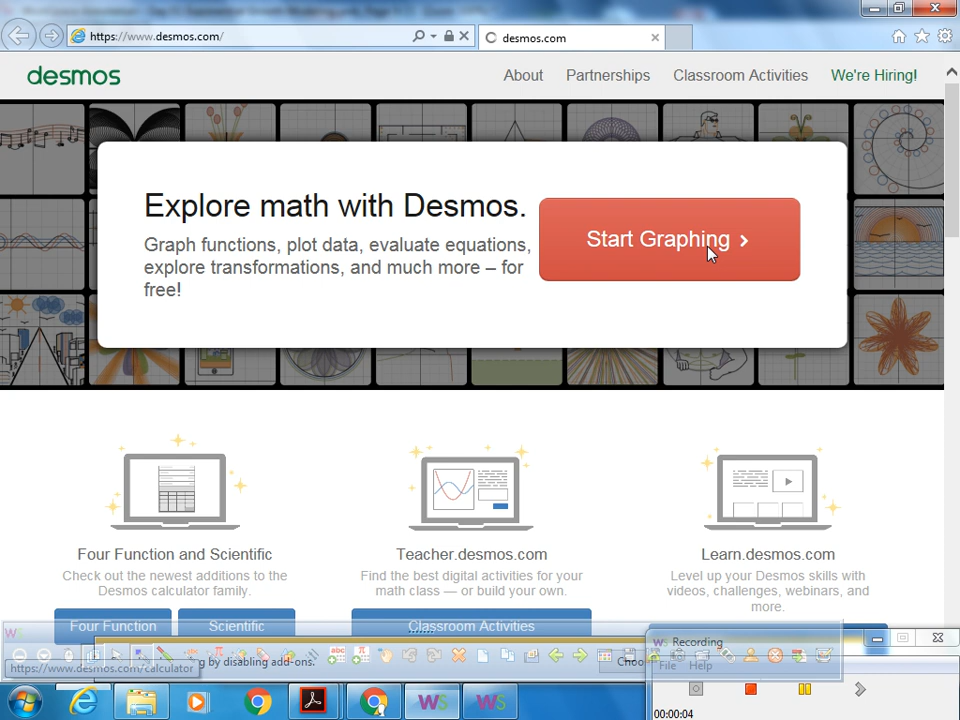 https://www.desmos.com/
desmos.com
desmos
About
Partnerships
Classroom Activities
We're Hiring!
Explore math with Desmos.
Graph functions, plot data, evaluate equations,
explore transformations, and much more – for
free!
Start Graphing
Four Function and Scientific
Check out the newest additions to the
Desmos calculator family.
Four Function
Scientific
Teacher.desmos.com
Find the best digital activities for your
math class — or build your own.
Classroom Activities
Learn.desmos.com
Level up your Desmos skills with
videos, challenges, webinars, and
more.
https://www.desmos.com/calculator
by disabling add-ons.
Choo
WS Recording
File Help
00:00:04
WS
WS